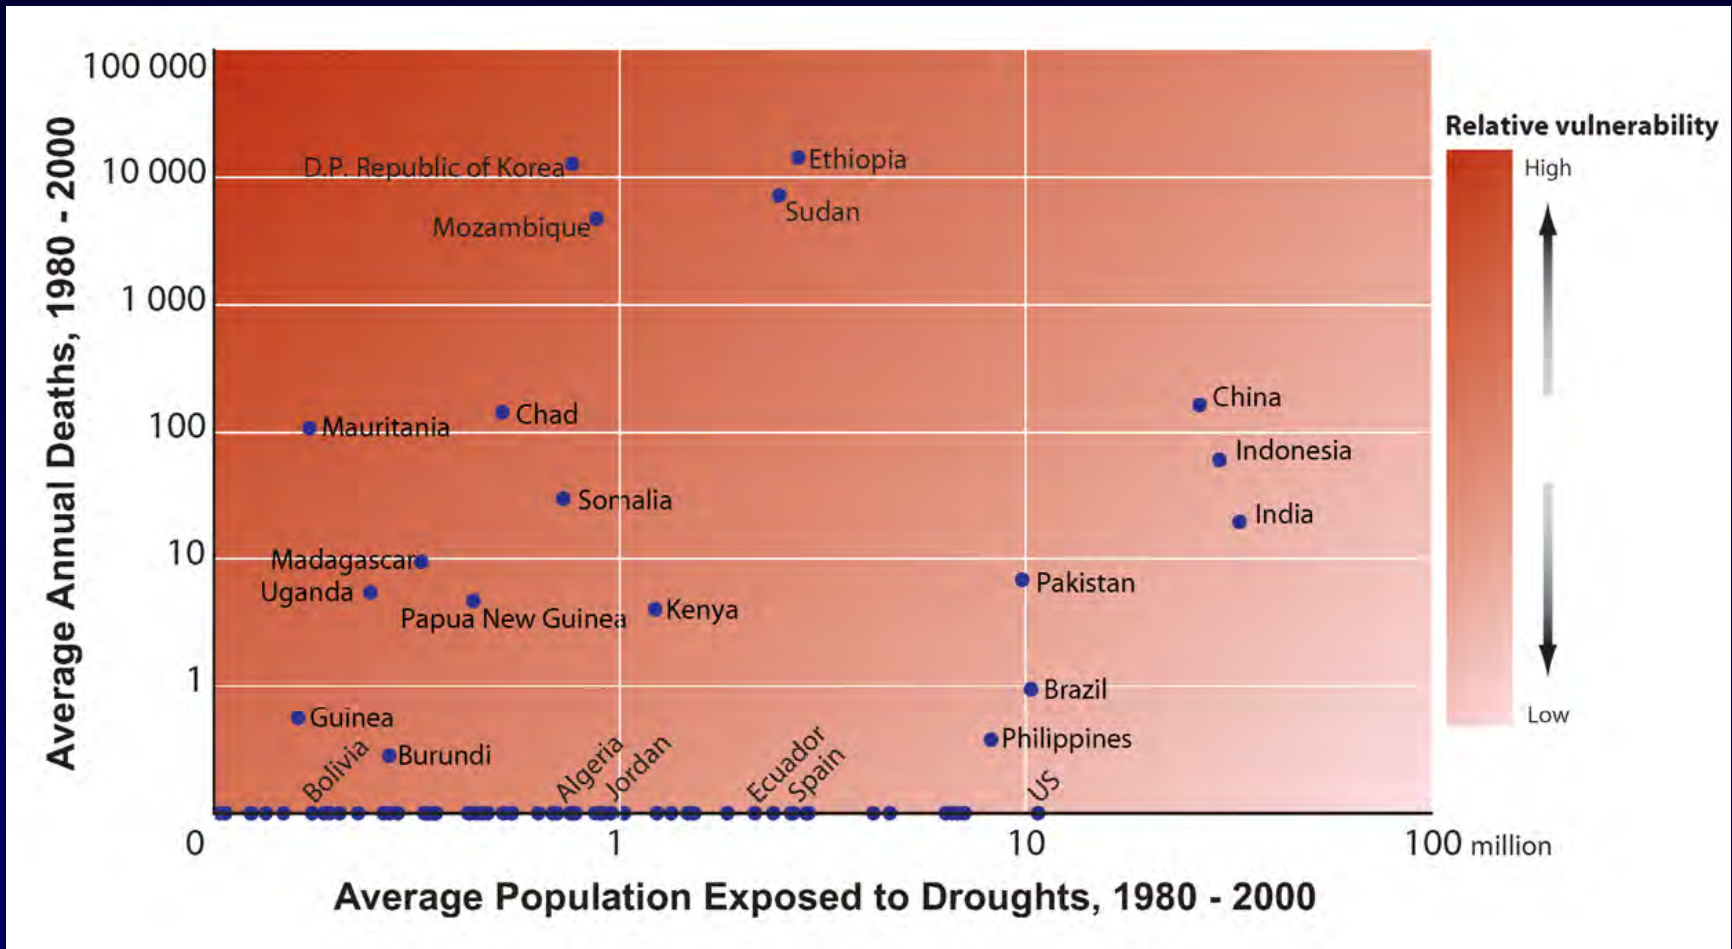 100 000
10 000
1 000
100
10
1
Average Annual Deaths, 1980 - 2000
D.P. Republic of Korea
Ethiopia
Sudan
Mozambique
China
Chad
Mauritania
Indonesia
Somalia
India
Madagascar
Pakistan
Uganda
Papua New Guinea
Kenya
Brazil
Guinea
Philippines
Burundi
Bolivia
Algeria
Jordan
Ecuador
Spain
US
0
1
10
100 million
Average Population Exposed to Droughts, 1980 - 2000
Relative vulnerability
High
Low